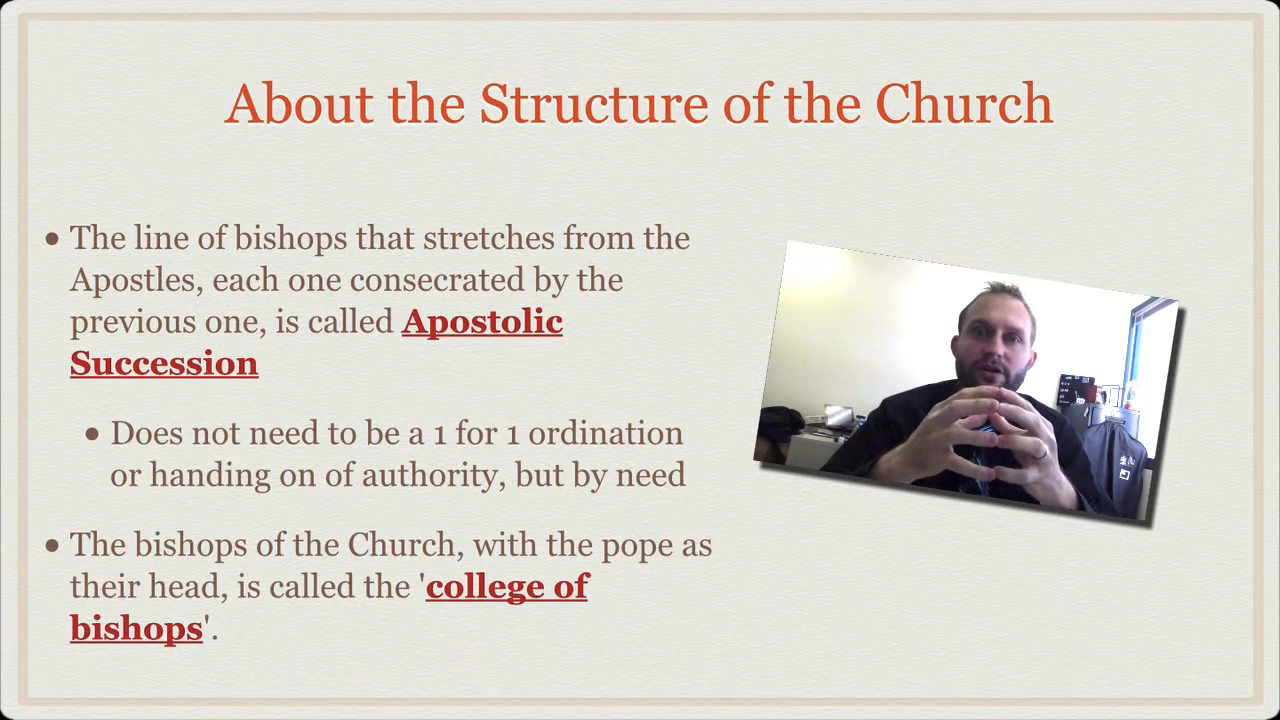 About the Structure of the Church
• The line of bishops that stretches from the
Apostles, each one consecrated by the
previous one, is called Apostolic
Succession
• Does not need to be a 1 for 1 ordination
or handing on of authority, but by need
• The bishops of the Church, with the pope as
their head, is called the 'college of
bishops'.